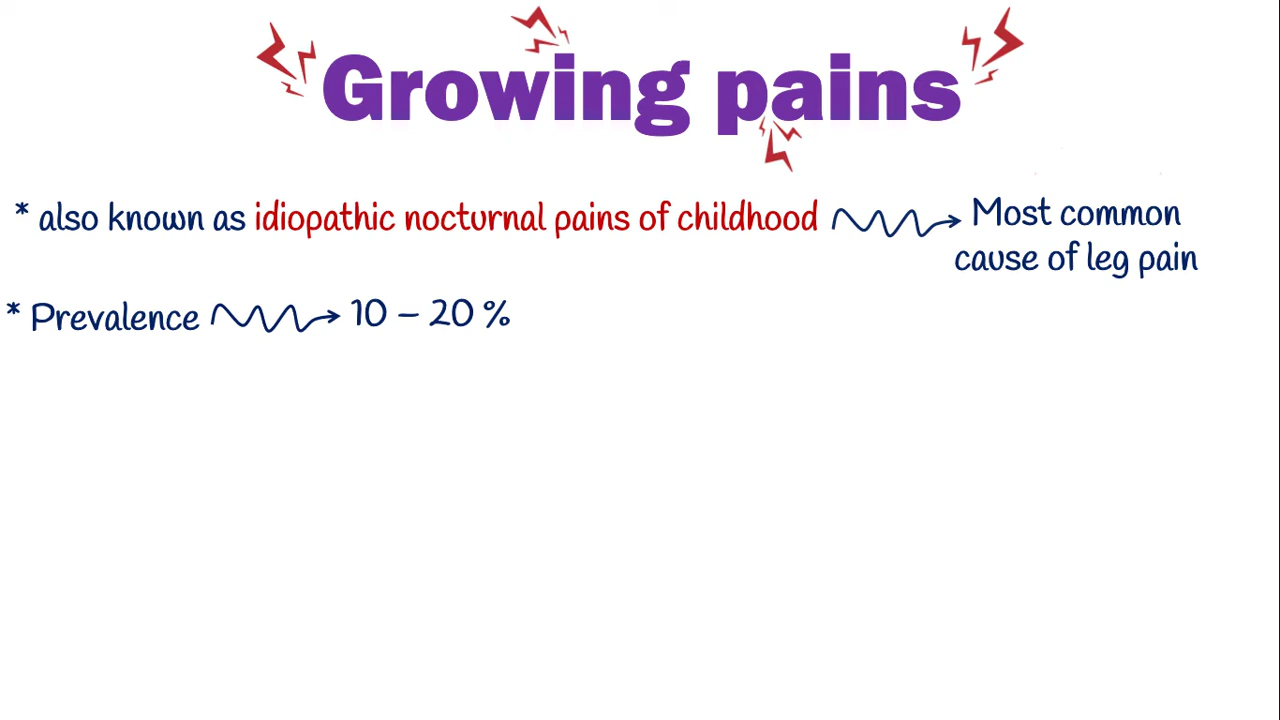 Growing pains
* also known as idiopathic nocturnal pains of childhood
Most common
cause of leg pain
* Prevalence
10 – 20 %